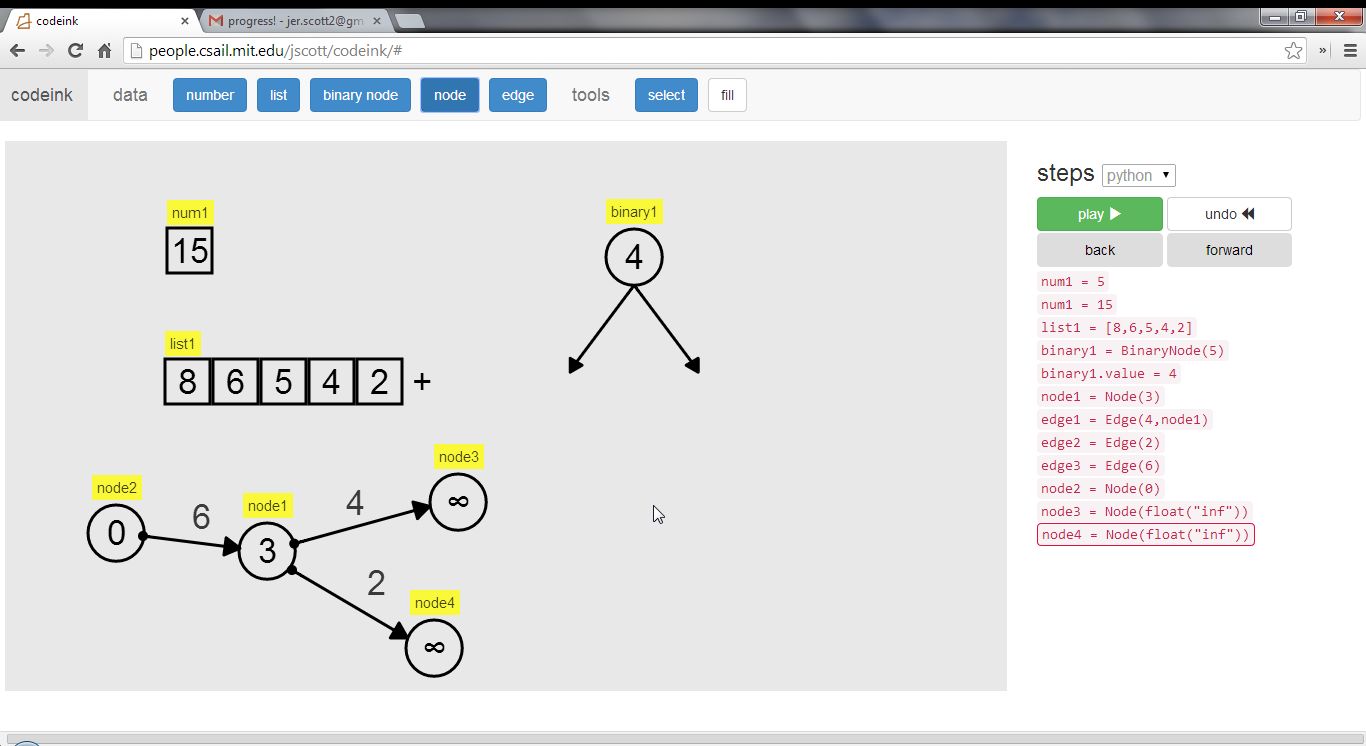 codeink
progress! - jer.scott2@gm
people.csail.mit.edu/jscott/codeink/#
codeink data number list binary node node edge tools select fill
steps python
play undo
back forward
num1 = 5
num1 = 15
list1 = [8,6,5,4,2]
binary1 = BinaryNode(5)
binary1.value = 4
node1 = Node(3)
edge1 = Edge(4,node1)
edge2 = Edge(2)
edge3 = Edge(6)
node2 = Node(0)
node3 = Node(float("inf"))
node4 = Node(float("inf"))
num1
15
binary1
4
list1
8 6 5 4 2 +
node3
∞
node2
0
6
node1
3
4
2
node4
∞